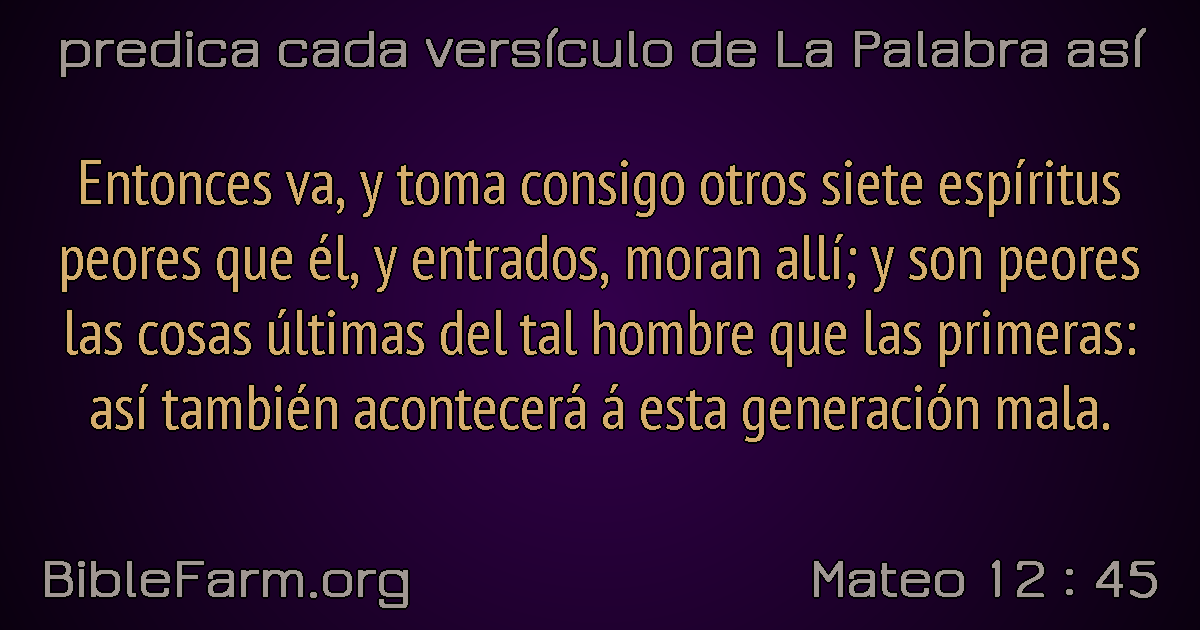 predica cada versículo de La Palabra así
Entonces va, y toma consigo otros siete espíritus
peores que él, y entrados, moran allí; y son peores
las cosas últimas del tal hombre que las primeras:
así también acontecerá á esta generación mala.
BibleFarm.org
Mateo 12 : 45